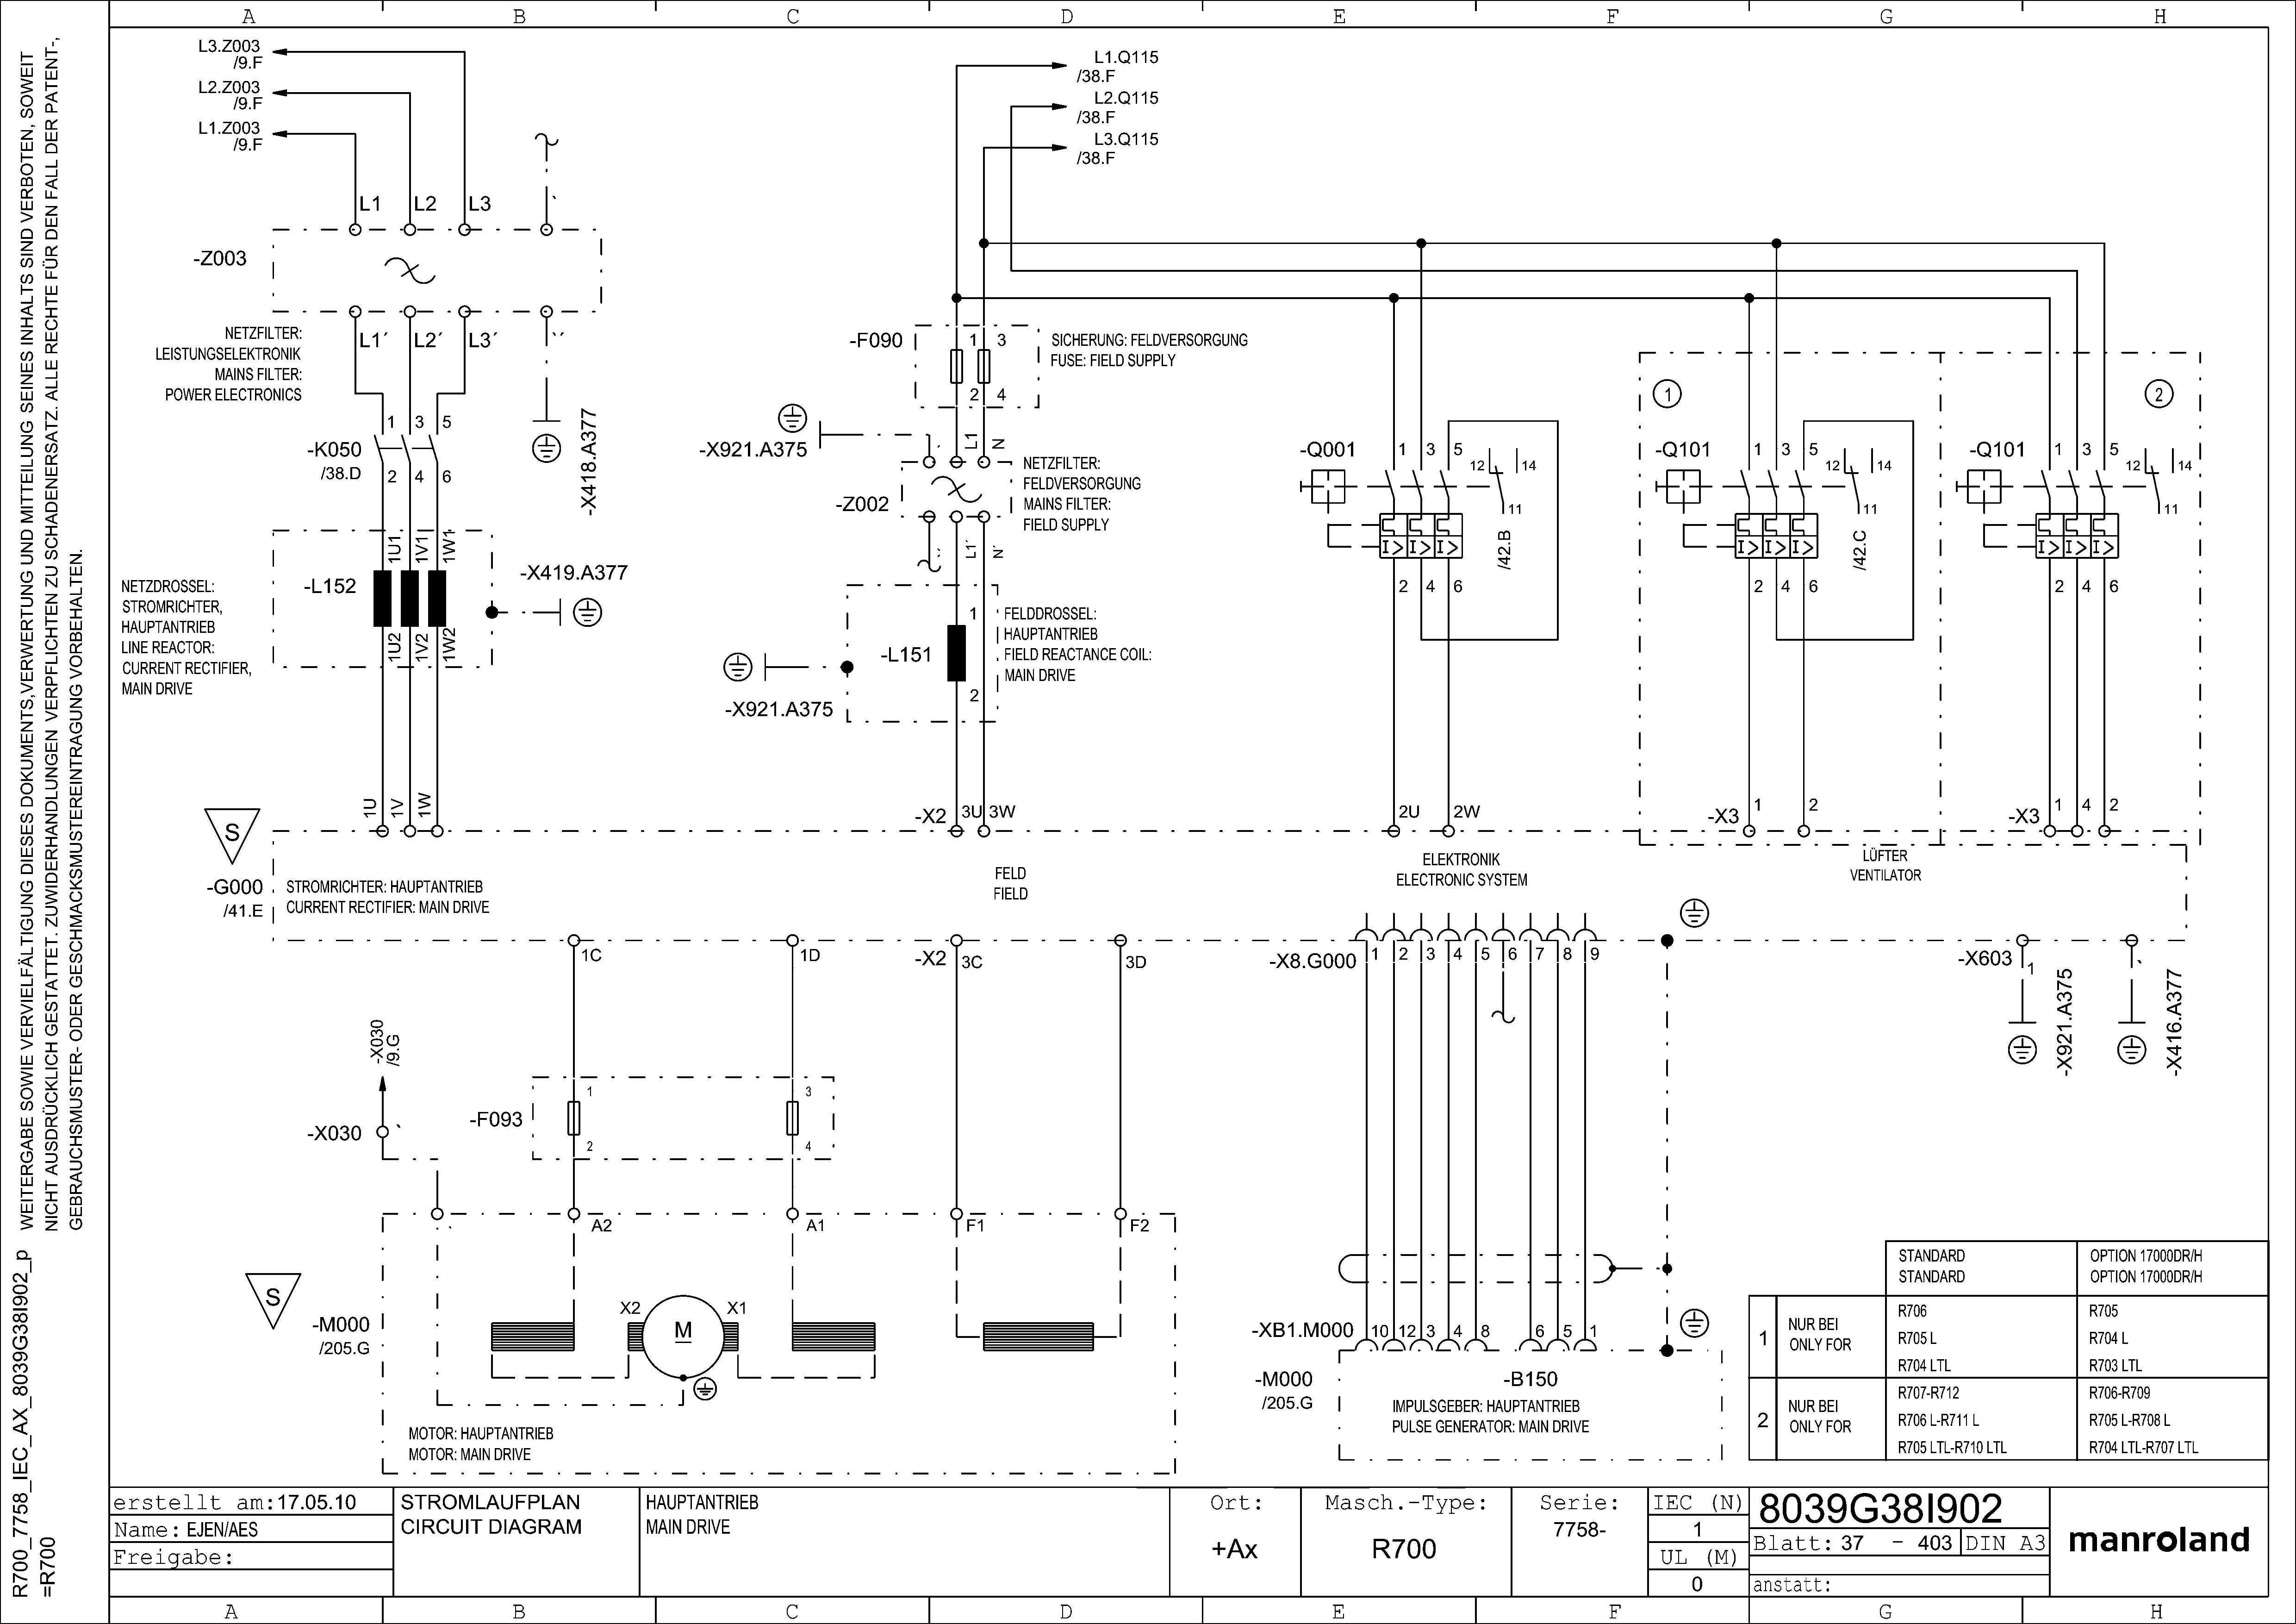 A B C D E F G H
L3.Z003
/9.F
L2.Z003
/9.F
L1.Z003
/9.F
L1 L2 L3 `
-Z003
NETZFILTER:
LEISTUNGSELEKTRONIK
MAINS FILTER:
POWER ELECTRONICS
L1´ L2´ L3´ ´´
1 3 5
-K050
/38.D
2 4 6
-X418.A377
1U1 1V1 1W1
-L152
1U2 1V2 1W2
-X419.A377
NETZDROSSEL:
STROMRICHTER,
HAUPTANTRIEB
LINE REACTOR:
CURRENT RECTIFIER,
MAIN DRIVE
1U 1V 1W
L1.Q115
/38.F
L2.Q115
/38.F
L3.Q115
/38.F
-F090
1 3
2 4
SICHERUNG: FELDVERSORGUNG
FUSE: FIELD SUPPLY
-X921.A375
L1 N
-Z002
NETZFILTER:
FELDVERSORGUNG
MAINS FILTER:
FIELD SUPPLY
L1´ N´
-L151
1
2
FELDDROSSEL:
HAUPTANTRIEB
FIELD REACTANCE COIL:
MAIN DRIVE
-X921.A375
-X2 3U 3W
-Q001
1 3 5
12 14
11
I> I> I>
/42.B
2 4 6
2U 2W
1
-Q101
1 3 5
12 14
11
I> I> I>
/42.C
2 4 6
-X3 1 2
2
-Q101
1 3 5
12 14
11
I> I> I>
2 4 6
-X3 1 4 2
S
-G000
/41.E
STROMRICHTER: HAUPTANTRIEB
CURRENT RECTIFIER: MAIN DRIVE
FELD
FIELD
ELEKTRONIK
ELECTRONIC SYSTEM
LÜFTER
VENTILATOR
1C 1D
-X2 3C 3D
-X8.G000 1 2 3 4 5 6 7 8 9
-X603 1
-X921.A375
-X416.A377
-X030
/9.G
-X030 `
-F093
1 3
2 4
A2 A1 F1 F2
S
-M000
/205.G
X2 M X1
MOTOR: HAUPTANTRIEB
MOTOR: MAIN DRIVE
-XB1.M000 10 12 3 4 8 6 5 1
-M000
/205.G
-B150
IMPULSGEBER: HAUPTANTRIEB
PULSE GENERATOR: MAIN DRIVE
STANDARD OPTION 17000DR/H
STANDARD OPTION 17000DR/H
1 NUR BEI
ONLY FOR
R706 R705
R705 L R704 L
R704 LTL R703 LTL
2 NUR BEI
ONLY FOR
R707-R712 R706-R709
R706 L-R711 L R705 L-R708 L
R705 LTL-R710 LTL R704 LTL-R707 LTL
erstellt am:17.05.10
Name: EJEN/AES
Freigabe:
STROMLAUFPLAN
CIRCUIT DIAGRAM
HAUPTANTRIEB
MAIN DRIVE
Ort:
+Ax
Masch.-Type:
R700
Serie:
7758-
IEC (N)
1
UL (M)
0
8039G38I902
Blatt: 37 - 403 DIN A3
anstatt:
manroland
A B C D E F G H
WEITERGABE SOWIE VERVIELFÄLTIGUNG DIESES DOKUMENTS,VERWERTUNG UND MITTEILUNG SEINES INHALTS SIND VERBOTEN, SOWEIT
NICHT AUSDRÜCKLICH GESTATTET. ZUWIDERHANDLUNGEN VERPFLICHTEN ZU SCHADENERSATZ. ALLE RECHTE FÜR DEN FALL DER PATENT-,
GEBRAUCHSMUSTER- ODER GESCHMACKSMUSTEREINTRAGUNG VORBEHALTEN.
R700_7758_IEC_AX_8039G38I902_p
=R700